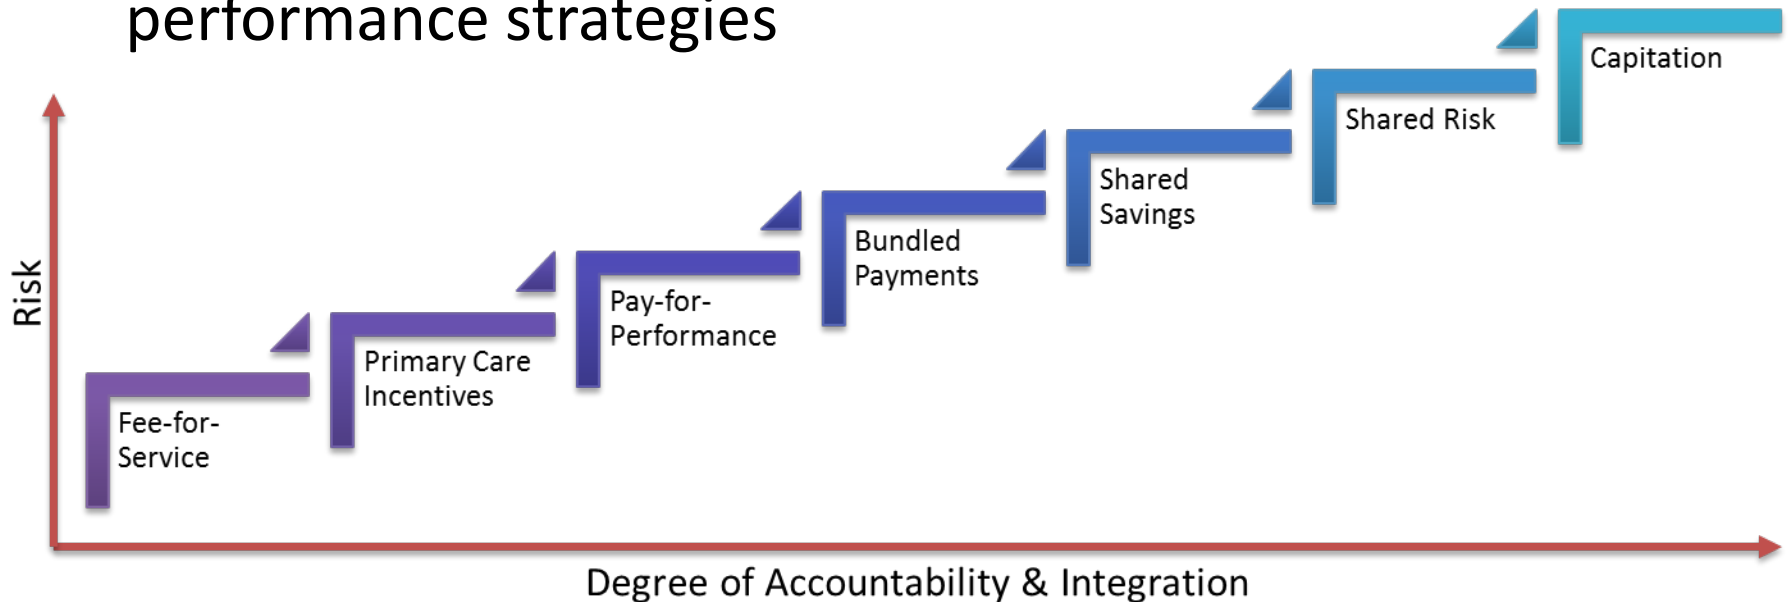 performance strategies
Capitation
Shared Risk
Shared
Savings
Bundled
Payments
Pay-for-
Performance
Primary Care
Incentives
Fee-for-
Service
Risk
Degree of Accountability & Integration